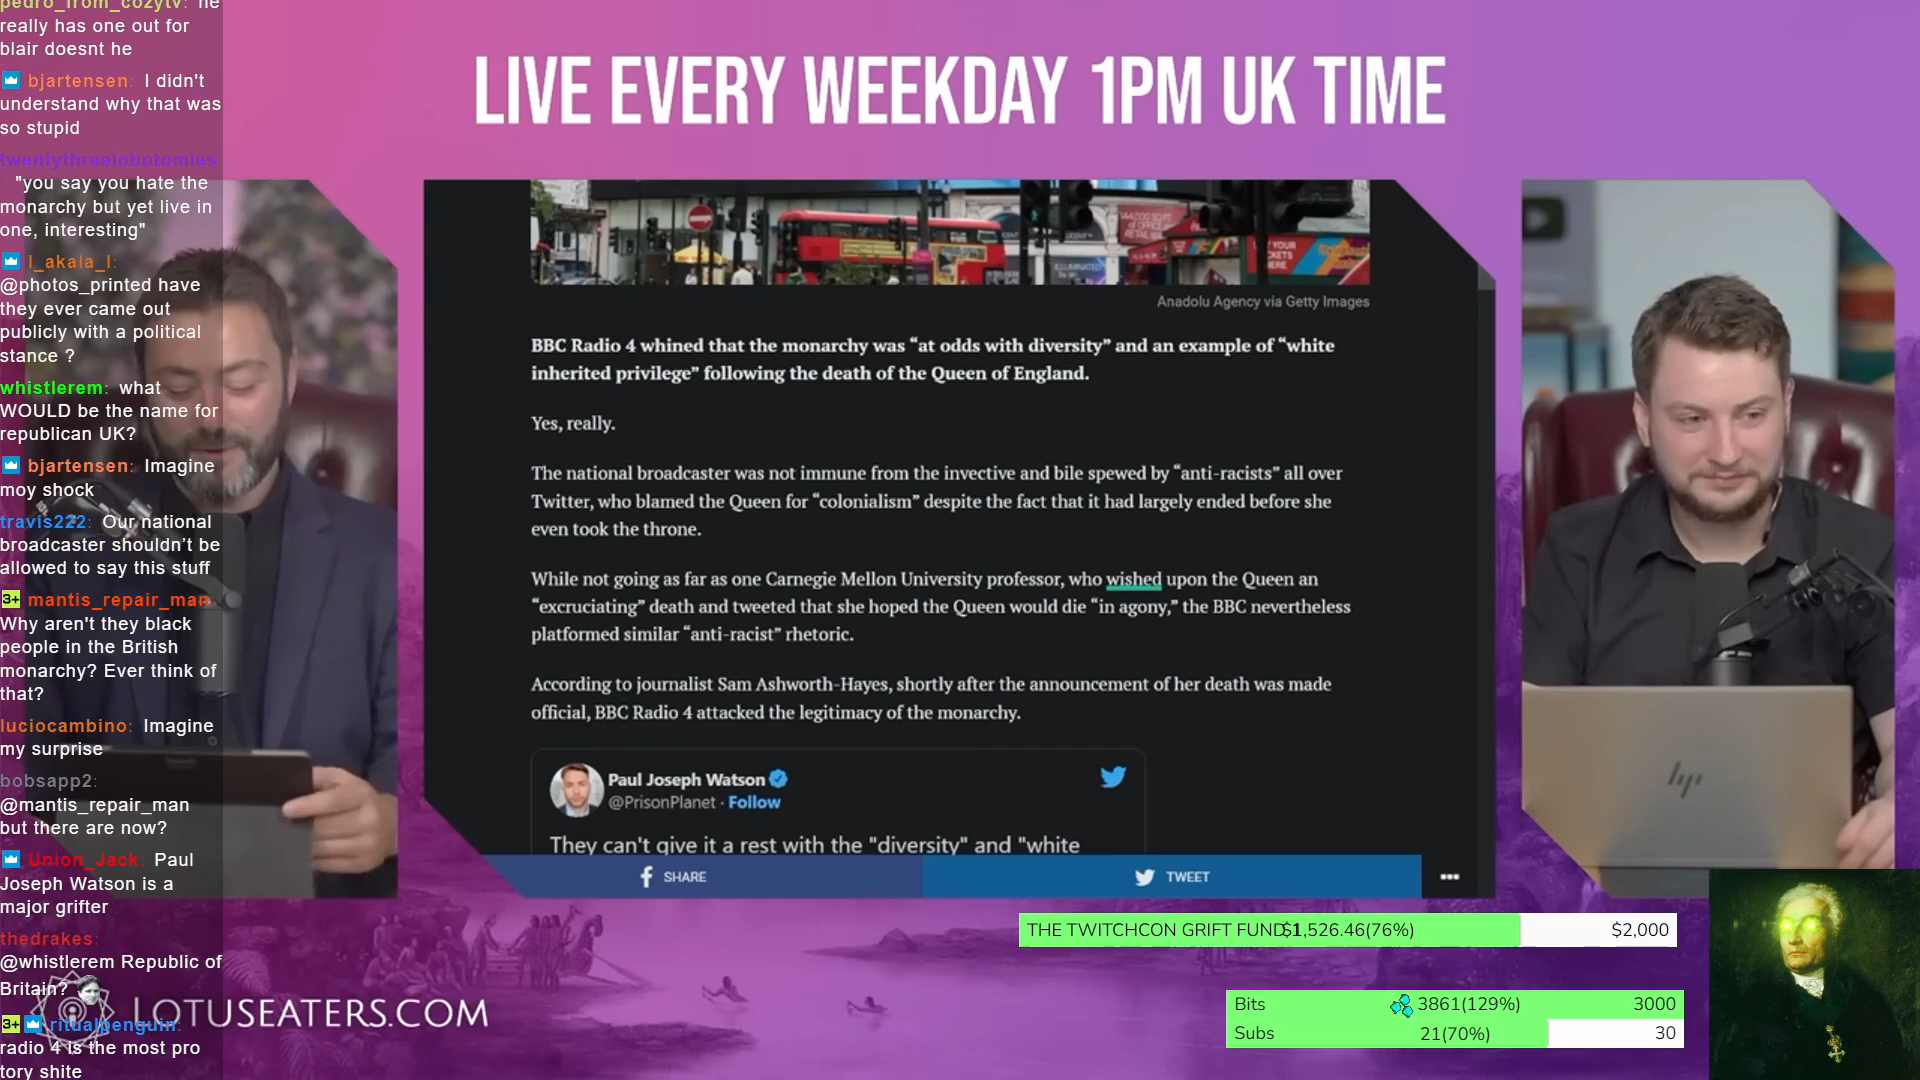 pedro_from_cozytv: he
really has one out for
blair doesnt he
bjartensen: I didn't
understand why that was
so stupid
twentythreelobotomies
: "you say you hate the
monarchy but yet live in
one, interesting"
l_akala_l:
@photos_printed have
they ever came out
publicly with a political
stance ?
whistlerem: what
WOULD be the name for
republican UK?
bjartensen: Imagine
moy shock
travis222: Our national
broadcaster shouldn't be
allowed to say this stuff
3+ mantis_repair_man:
Why aren't they black
people in the British
monarchy? Ever think of
that?
luciocambino: Imagine
my surprise
bobsapp2:
@mantis_repair_man
but there are now?
Union_Jack: Paul
Joseph Watson is a
major grifter
thedrakes:
@whistlerem Republic of
Britain?
3+ ritualpenguin:
radio 4 is the most pro
tory shite
LIVE EVERY WEEKDAY 1PM UK TIME
Anadolu Agency via Getty Images
BBC Radio 4 whined that the monarchy was “at odds with diversity” and an example of “white
inherited privilege” following the death of the Queen of England.
Yes, really.
The national broadcaster was not immune from the invective and bile spewed by “anti-racists” all over
Twitter, who blamed the Queen for “colonialism” despite the fact that it had largely ended before she
even took the throne.
While not going as far as one Carnegie Mellon University professor, who wished upon the Queen an
“excruciating” death and tweeted that she hoped the Queen would die “in agony,” the BBC nevertheless
platformed similar “anti-racist” rhetoric.
According to journalist Sam Ashworth-Hayes, shortly after the announcement of her death was made
official, BBC Radio 4 attacked the legitimacy of the monarchy.
Paul Joseph Watson
@PrisonPlanet · Follow
They can't give it a rest with the "diversity" and "white
SHARE
TWEET
hp
THE TWITCHCON GRIFT FUND $1,526.46(76%) $2,000
Bits 3861(129%) 3000
Subs 21(70%) 30
LOTUSEATERS.COM